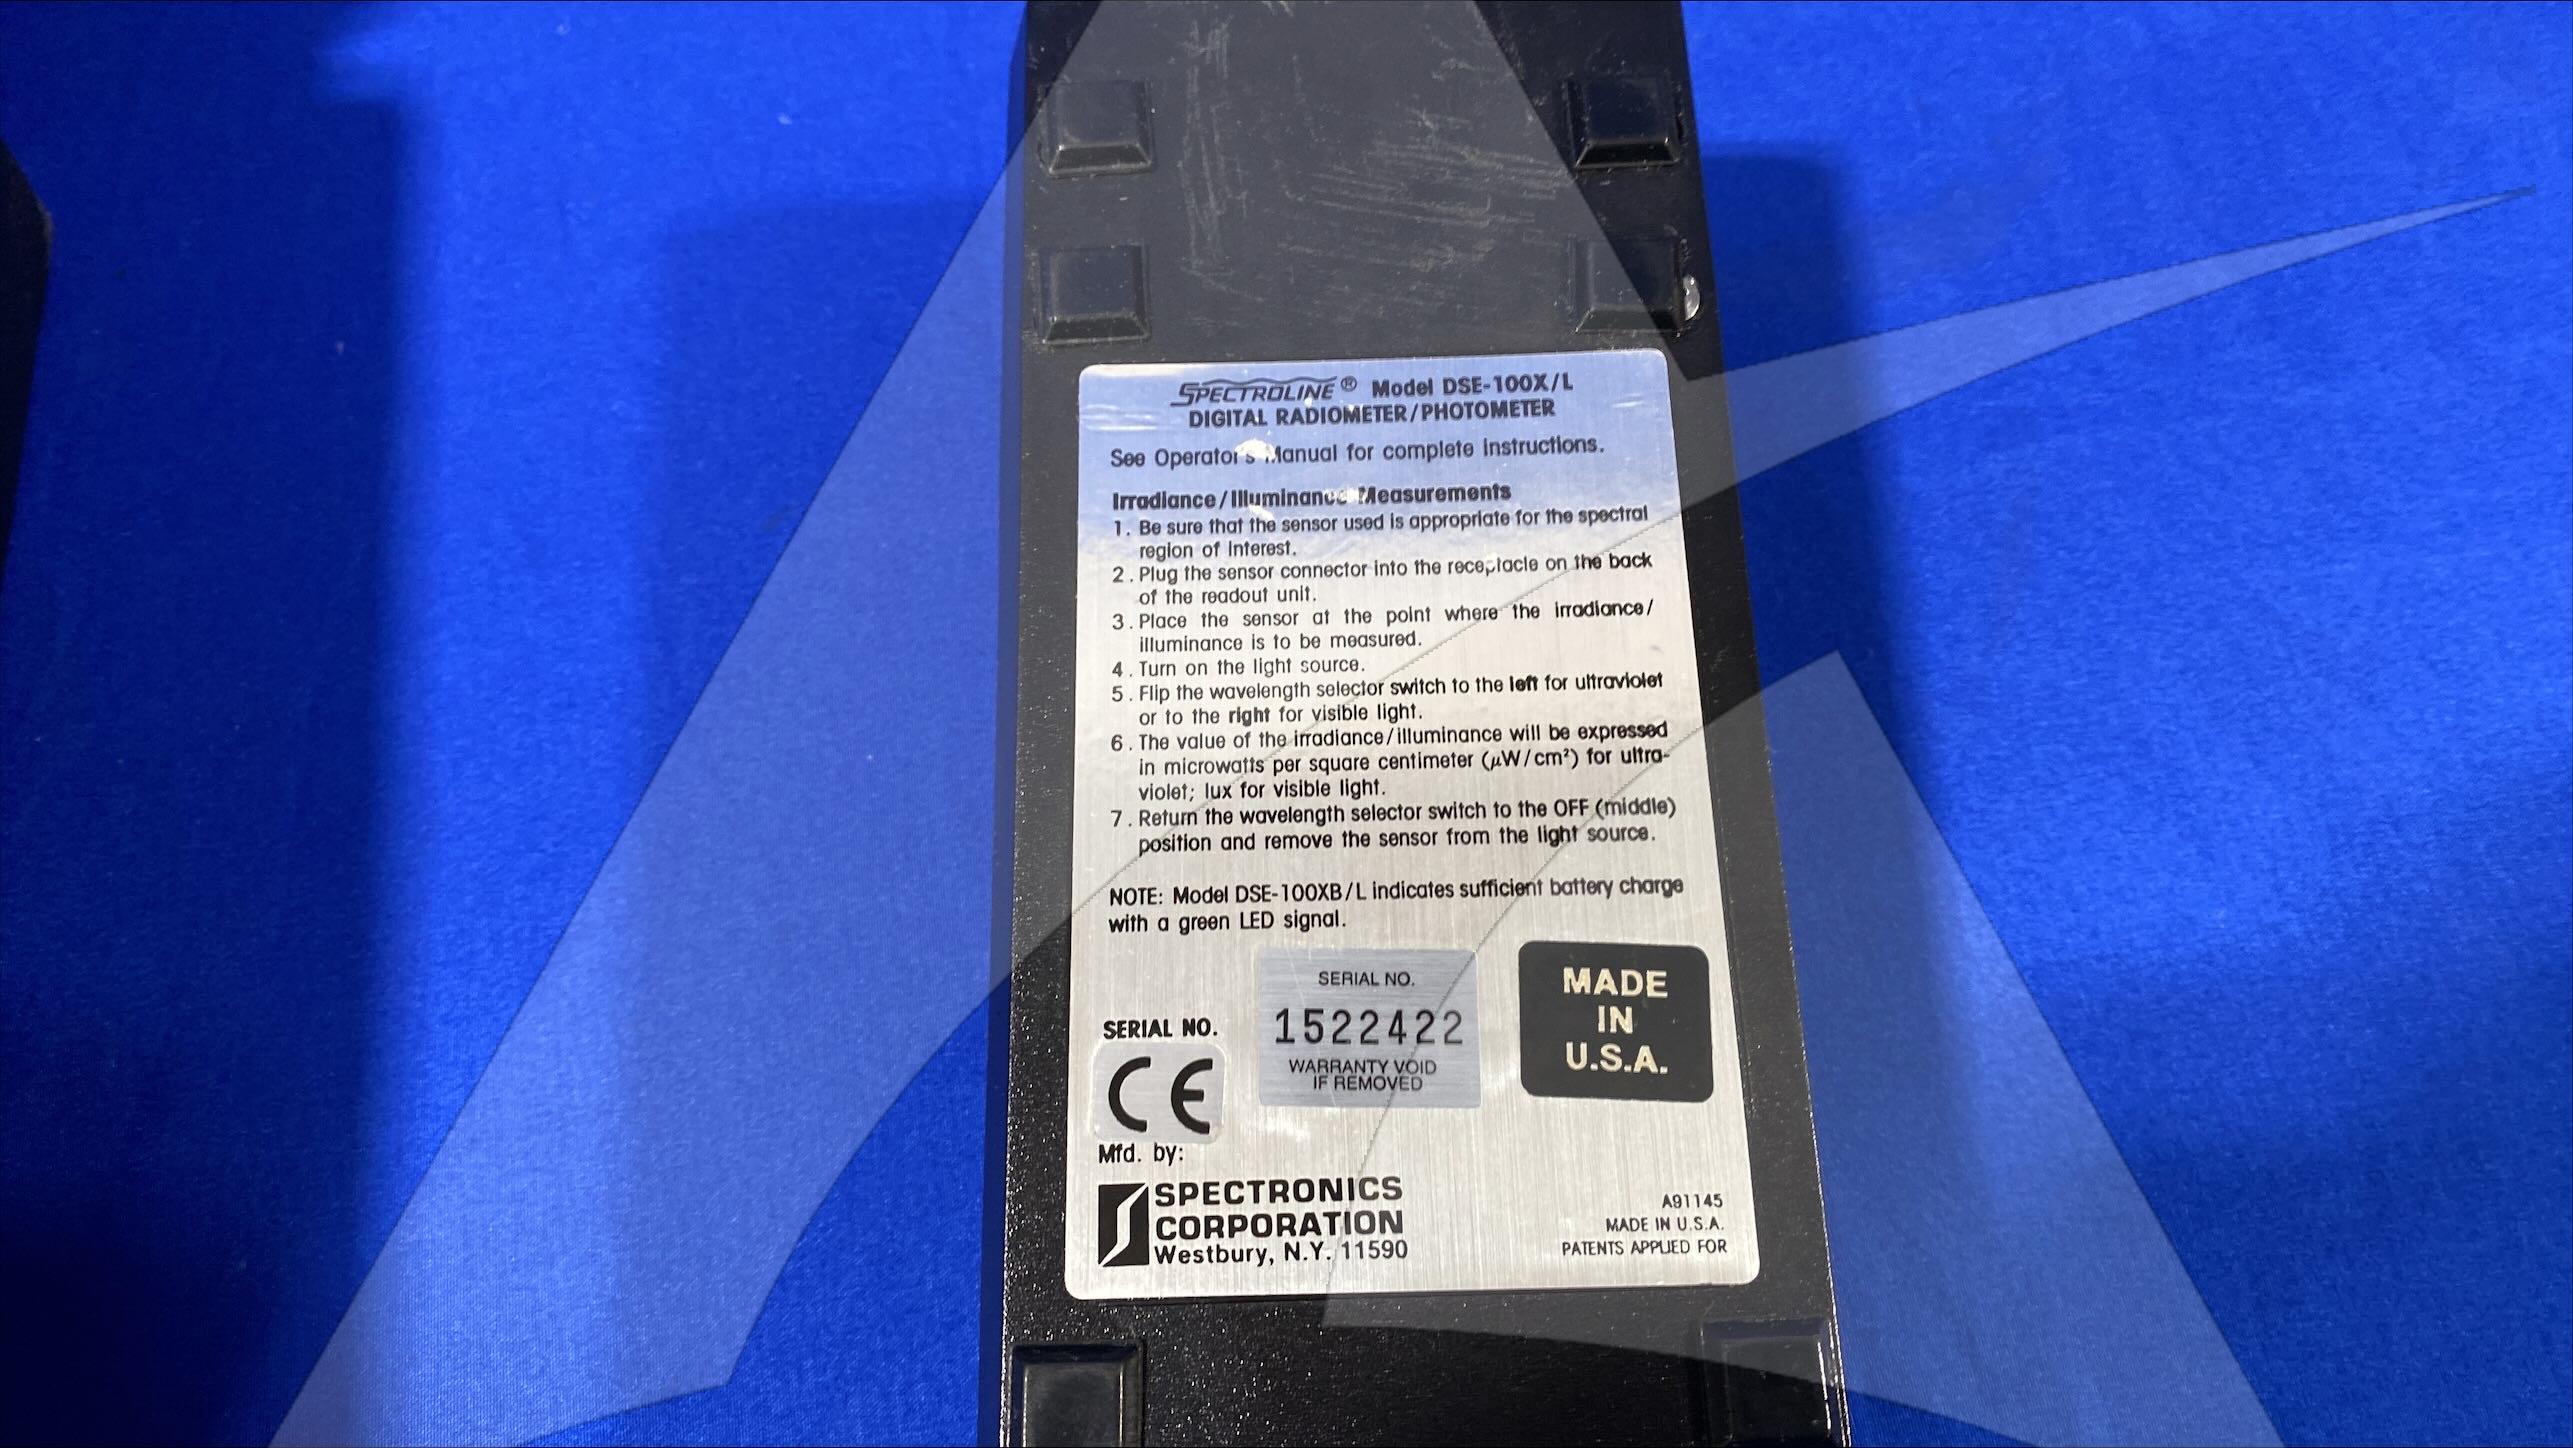 SPECTROLINE® Model DSE-100X/L
DIGITAL RADIOMETER/PHOTOMETER
See Operator's Manual for complete instructions.
Irradiance/Illuminance Measurements
1. Be sure that the sensor used is appropriate for the spectral
region of interest.
2. Plug the sensor connector into the receptacle on the back
of the readout unit.
3. Place the sensor at the point where the irradiance/
illuminance is to be measured.
4. Turn on the light source.
5. Flip the wavelength selector switch to the left for ultraviolet
or to the right for visible light.
6. The value of the irradiance/illuminance will be expressed
in microwatts per square centimeter (μW/cm²) for ultra-
violet; lux for visible light.
7. Return the wavelength selector switch to the OFF (middle)
position and remove the sensor from the light source.
NOTE: Model DSE-100XB/L indicates sufficient battery charge
with a green LED signal.
SERIAL NO.
CE
SERIAL NO.
1522422
WARRANTY VOID
IF REMOVED
MADE
IN
U.S.A.
Mfd. by:
SPECTRONICS
CORPORATION
Westbury, N.Y. 11590
A91145
MADE IN U.S.A.
PATENTS APPLIED FOR